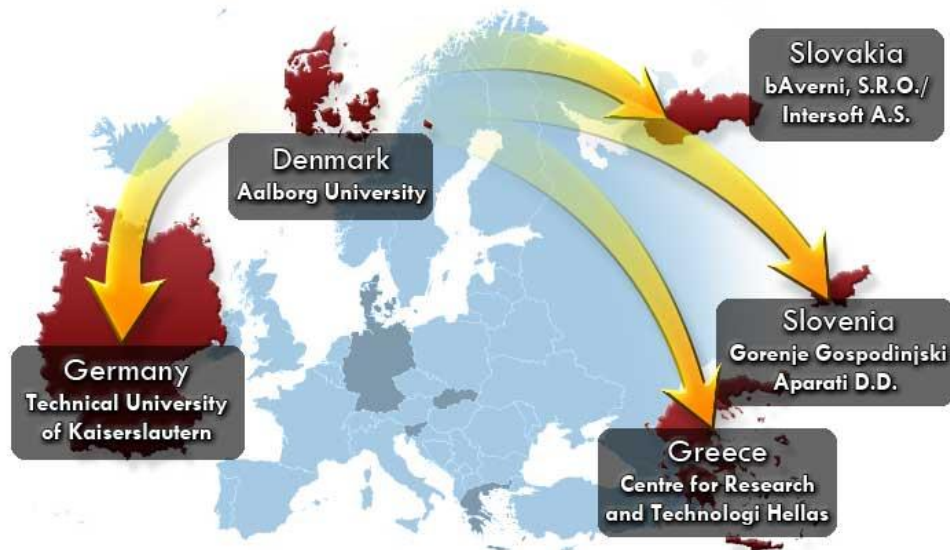 Slovakia
bAverni, S.R.O./
Intersoft A.S.
Denmark
Aalborg University
Slovenia
Gorenje Gospodinjski
Aparati D.D.
Germany
Technical University
of Kaiserslautern
Greece
Centre for Research
and Technologi Hellas